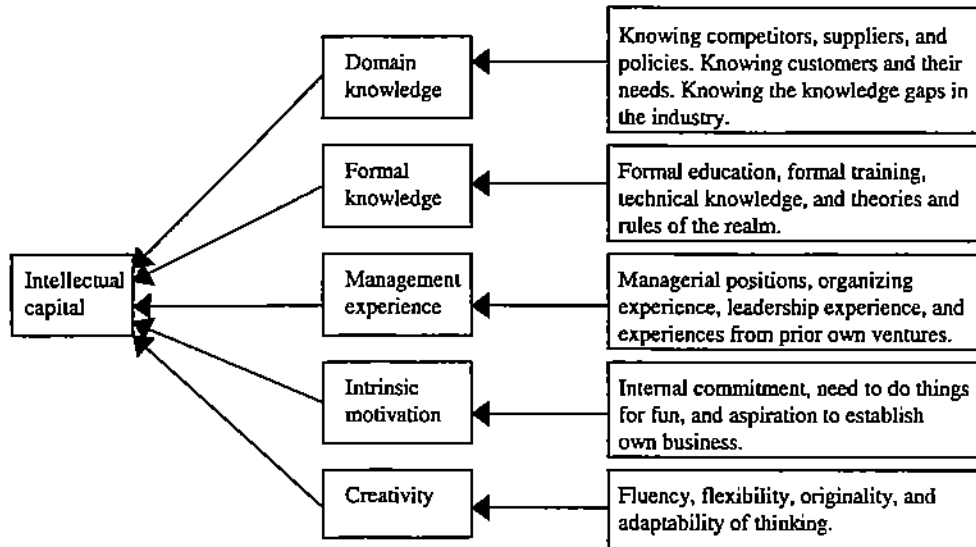 Domain
knowledge
Knowing competitors, suppliers, and
policies. Knowing customers and their
needs. Knowing the knowledge gaps in
the industry.
Formal
knowledge
Formal education, formal training,
technical knowledge, and theories and
rules of the realm.
Intellectual
capital
Management
experience
Managerial positions, organizing
experience, leadership experience, and
experiences from prior own ventures.
Intrinsic
motivation
Internal commitment, need to do things
for fun, and aspiration to establish
own business.
Creativity
Fluency, flexibility, originality, and
adaptability of thinking.